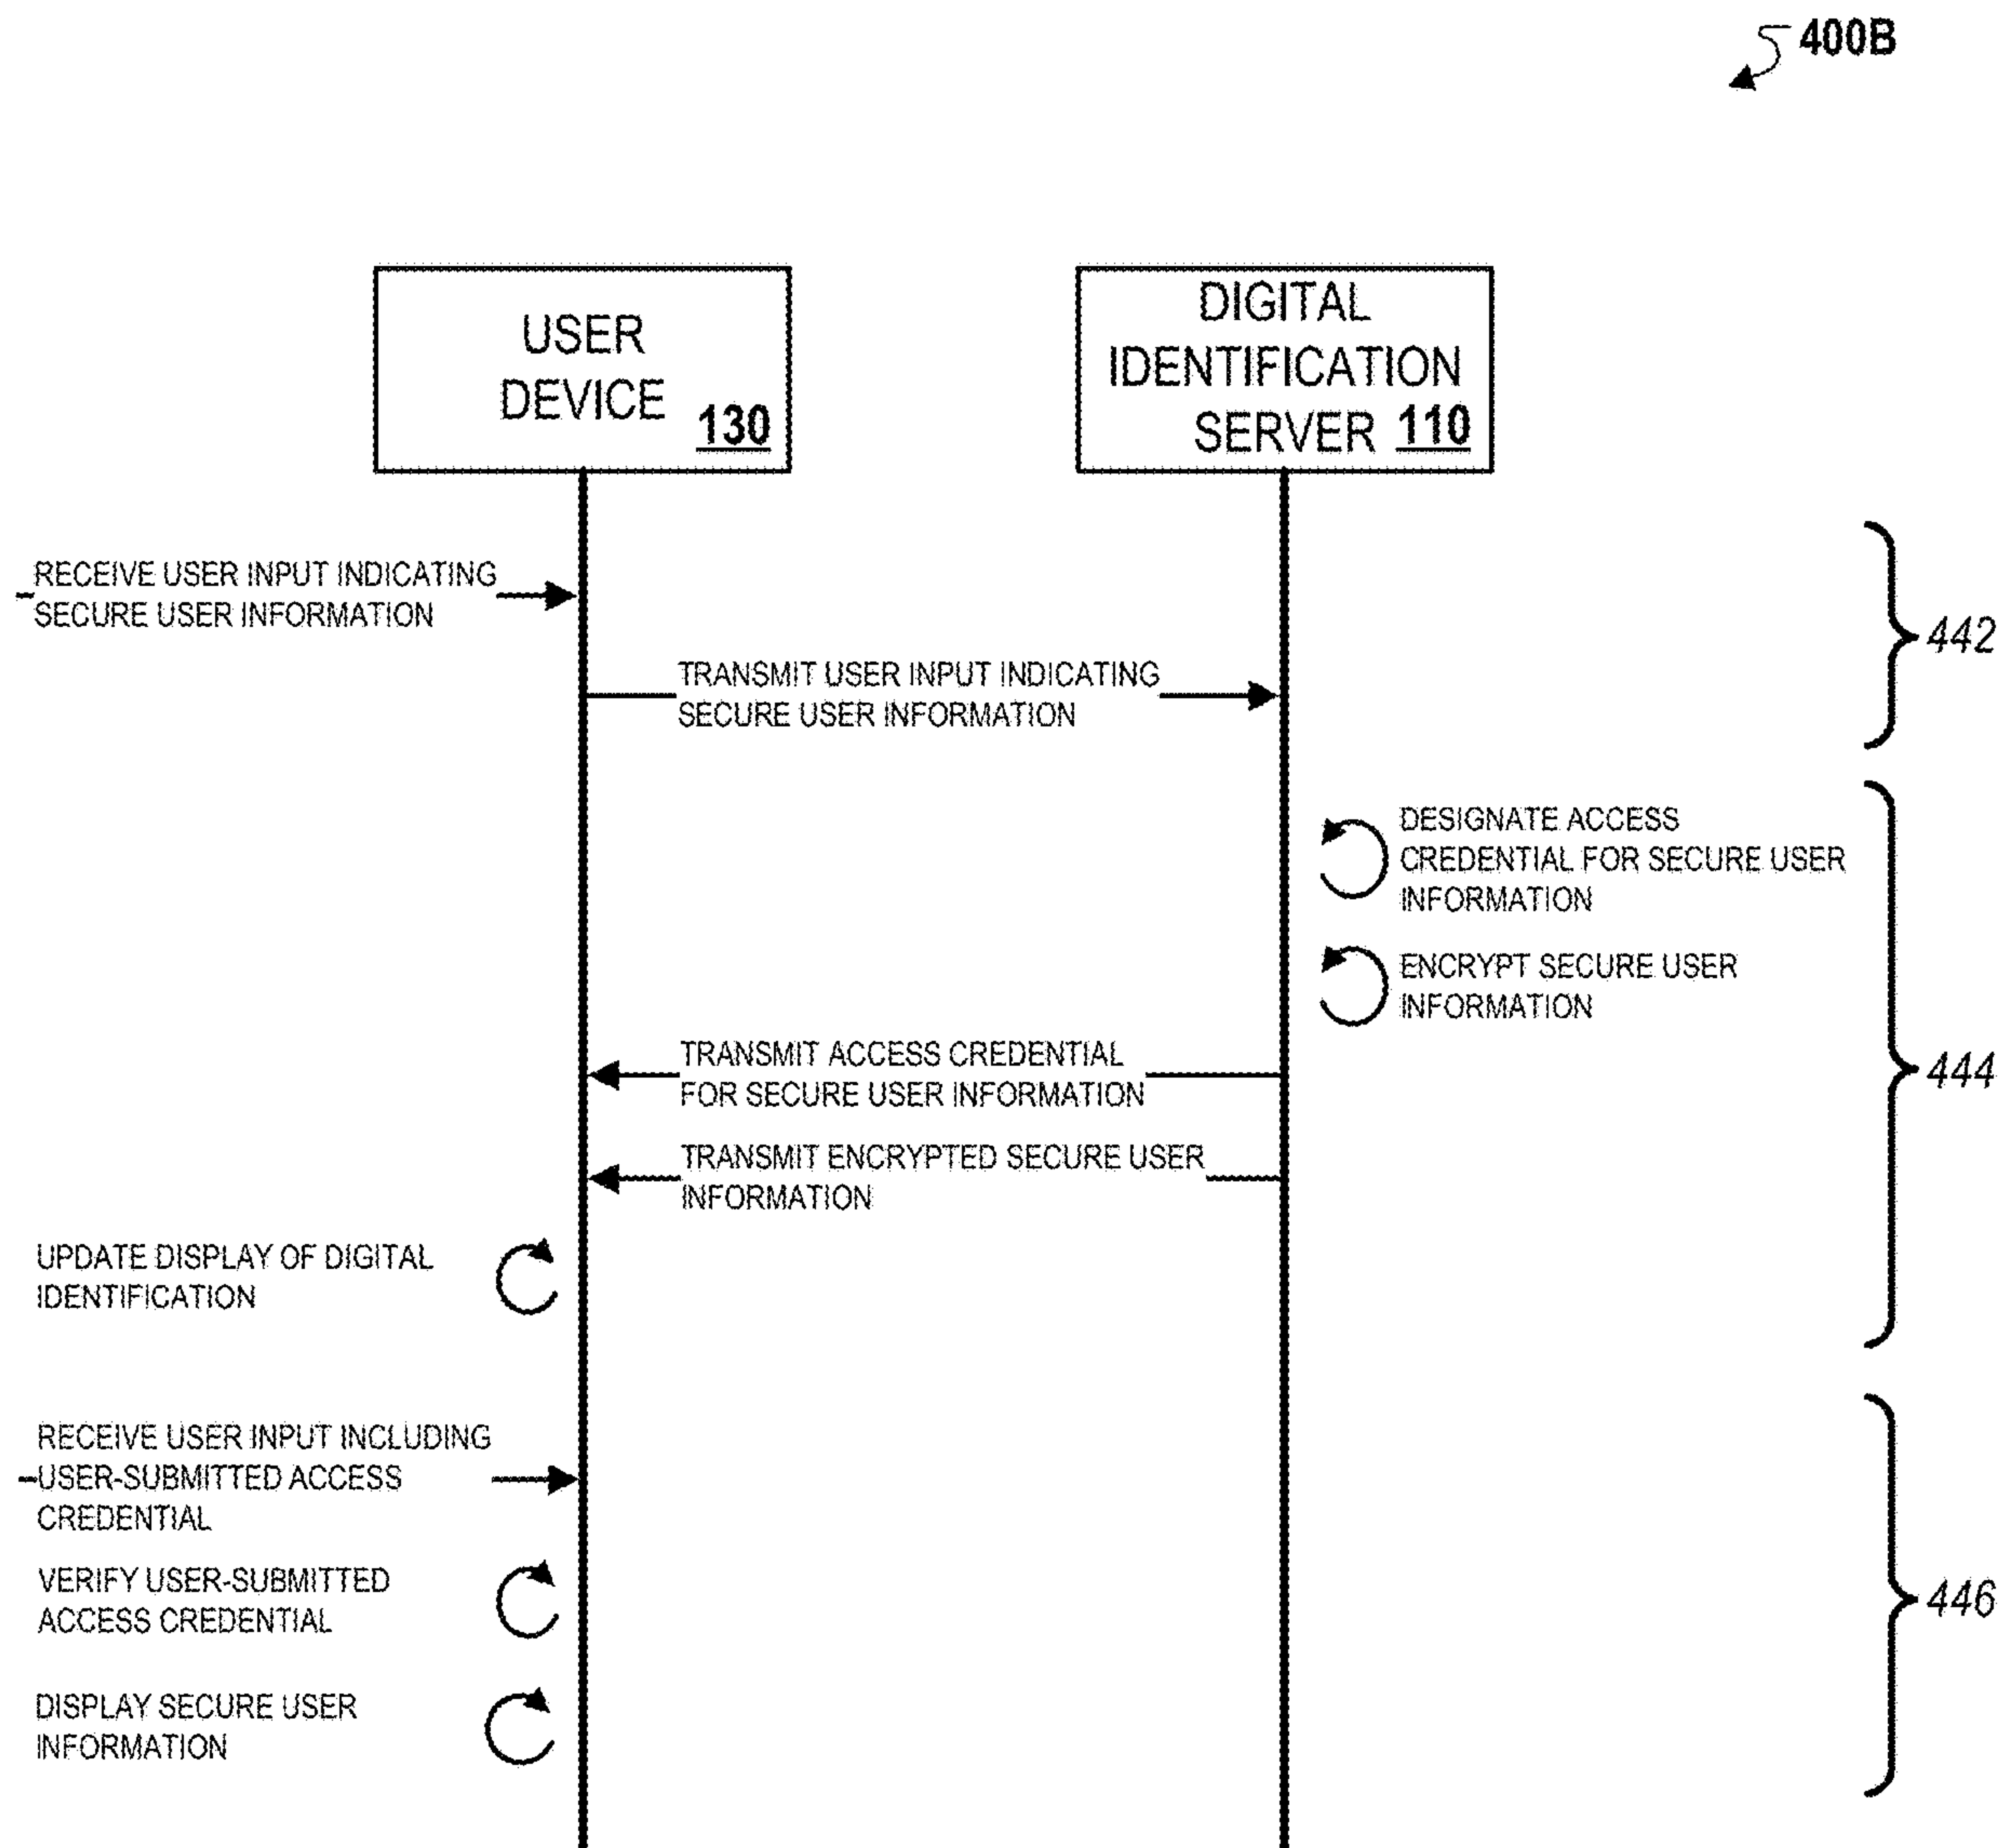 400B
USER
DEVICE 130
DIGITAL
IDENTIFICATION
SERVER 110
RECEIVE USER INPUT INDICATING
SECURE USER INFORMATION
442
TRANSMIT USER INPUT INDICATING
SECURE USER INFORMATION
DESIGNATE ACCESS
CREDENTIAL FOR SECURE USER
INFORMATION
ENCRYPT SECURE USER
INFORMATION
444
TRANSMIT ACCESS CREDENTIAL
FOR SECURE USER INFORMATION
TRANSMIT ENCRYPTED SECURE USER
INFORMATION
UPDATE DISPLAY OF DIGITAL
IDENTIFICATION
RECEIVE USER INPUT INCLUDING
USER-SUBMITTED ACCESS
CREDENTIAL
VERIFY USER-SUBMITTED
ACCESS CREDENTIAL
446
DISPLAY SECURE USER
INFORMATION